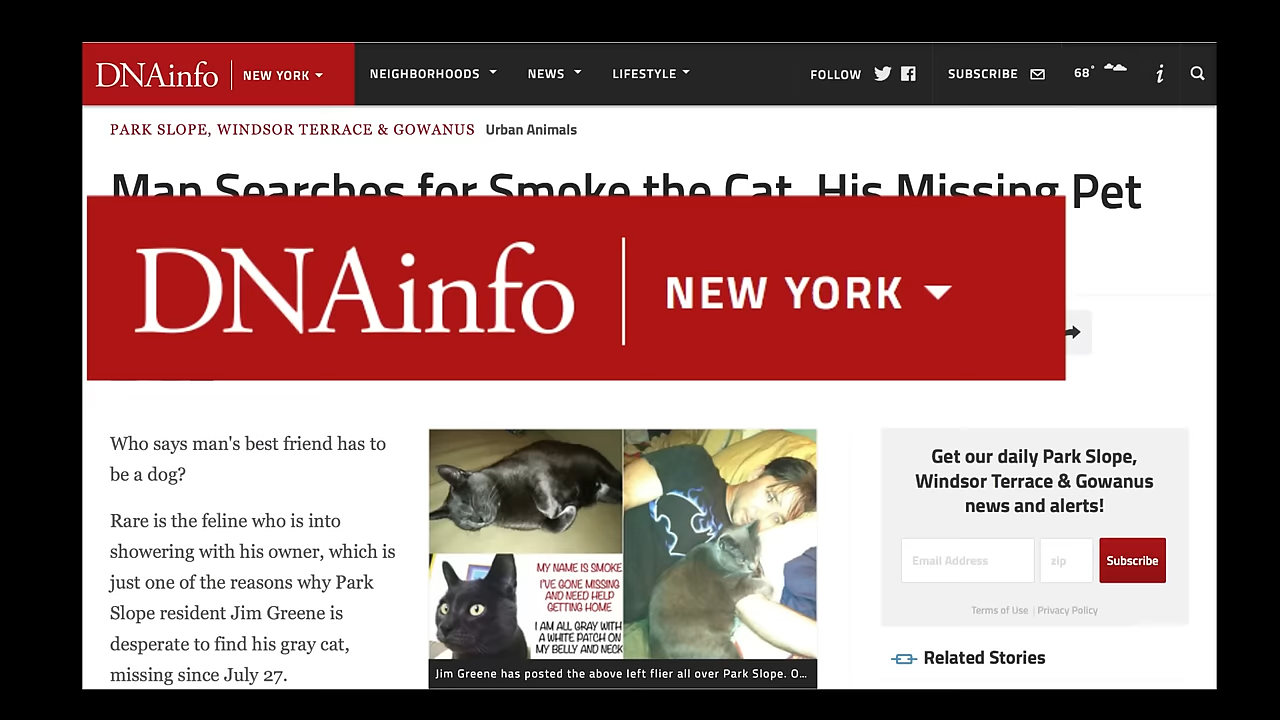 DNAinfo NEW YORK NEIGHBORHOODS NEWS LIFESTYLE FOLLOW SUBSCRIBE 68° i
PARK SLOPE, WINDSOR TERRACE & GOWANUS Urban Animals
Man Searches for Smoke the Cat, His Missing Pet
DNAinfo NEW YORK
Who says man's best friend has to
be a dog?
Rare is the feline who is into
showering with his owner, which is
just one of the reasons why Park
Slope resident Jim Greene is
desperate to find his gray cat,
missing since July 27.
MY NAME IS SMOKE
I'VE GONE MISSING
AND NEED HELP
GETTING HOME
I AM ALL GRAY WITH
A WHITE PATCH ON
MY BELLY AND NECK
Jim Greene has posted the above left flier all over Park Slope. O...
Get our daily Park Slope,
Windsor Terrace & Gowanus
news and alerts!
Email Address zip Subscribe
Terms of Use | Privacy Policy
Related Stories